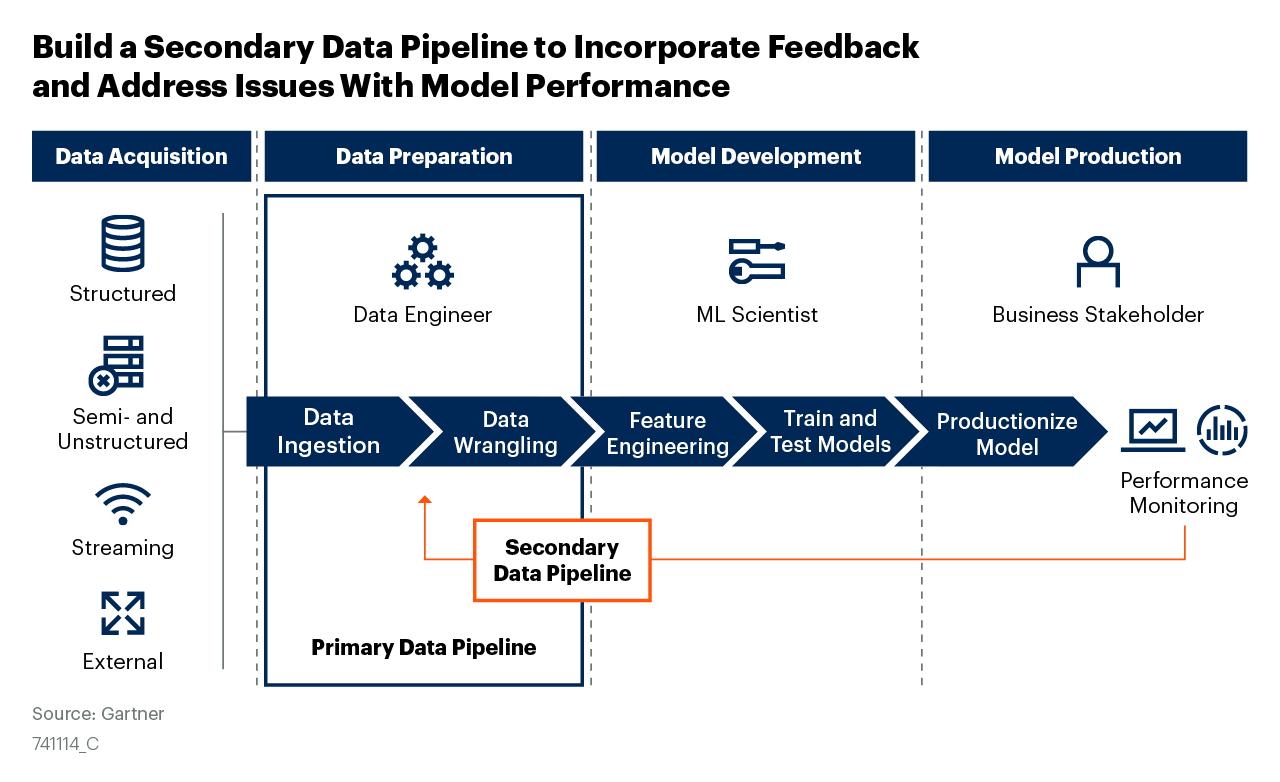 Build a Secondary Data Pipeline to Incorporate Feedback
and Address Issues With Model Performance
Data Acquisition
Data Preparation
Model Development
Model Production
Structured
Semi- and
Unstructured
Streaming
External
Data Engineer
ML Scientist
Business Stakeholder
Data
Ingestion
Data
Wrangling
Feature
Engineering
Train and
Test Models
Productionize
Model
Performance
Monitoring
Secondary
Data Pipeline
Primary Data Pipeline
Source: Gartner
741114_C